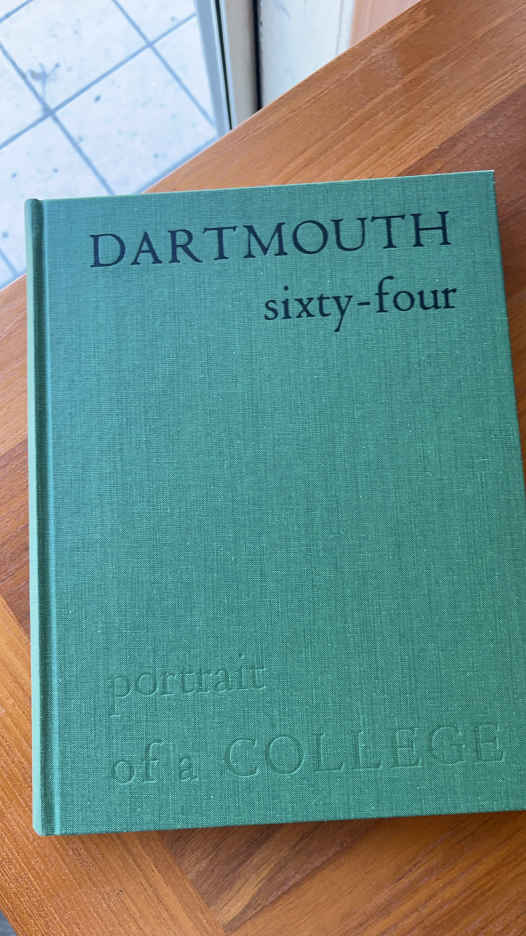 DARTMOUTH
sixty-four
portrait
of a COLLEGE